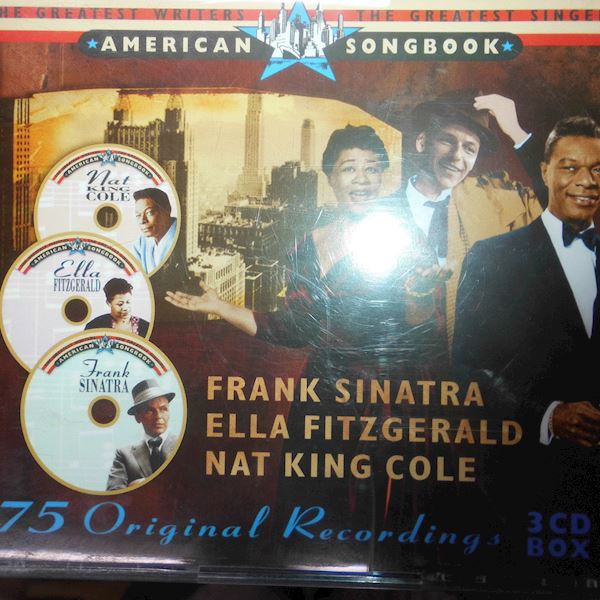 THE GREATEST WRITERS THE GREATEST SINGE
AMERICAN SONGBOOK
AMERICAN SONGBOOK
Nat
KING
COLE
AMERICAN SONGBOOK
Ella
FITZGERALD
AMERICAN SONGBOOK
Frank
SINATRA
FRANK SINATRA
ELLA FITZGERALD
NAT KING COLE
75 Original Recordings
3 CD
BOX